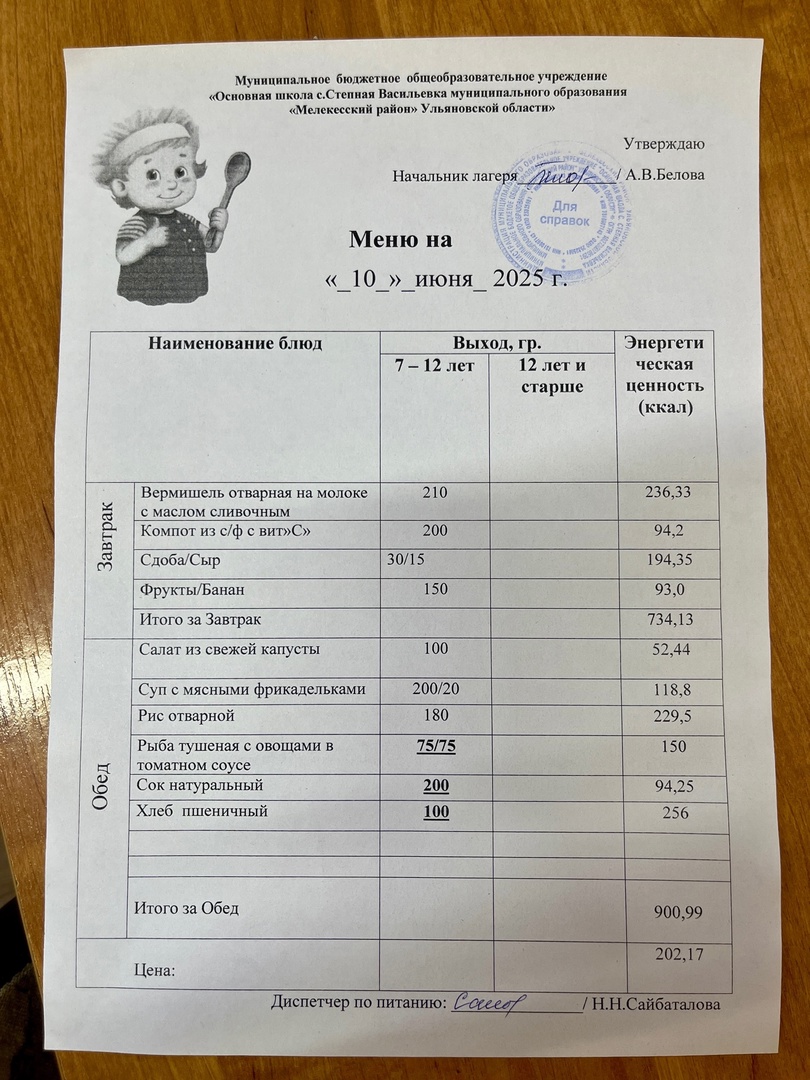 Муниципальное бюджетное общеобразовательное учреждение
«Основная школа с.Степная Васильевка муниципального образования
«Мелекесский район» Ульяновской области»
Утверждаю
Начальник лагеря / А.В.Белова
Для
справок
Меню на
«_10_»_июня_ 2025 г.
Наименование блюд Выход, гр. Энергети
7 – 12 лет 12 лет и ческая
старше ценность
(ккал)
Завтрак
Вермишель отварная на молоке 210 236,33
с маслом сливочным
Компот из с/ф с вит»С» 200 94,2
Сдоба/Сыр 30/15 194,35
Фрукты/Банан 150 93,0
Итого за Завтрак 734,13
Обед
Салат из свежей капусты 100 52,44
Суп с мясными фрикадельками 200/20 118,8
Рис отварной 180 229,5
Рыба тушеная с овощами в 75/75 150
томатном соусе
Сок натуральный 200 94,25
Хлеб пшеничный 100 256
Итого за Обед 900,99
Цена: 202,17
Диспетчер по питанию: / Н.Н.Сайбаталова